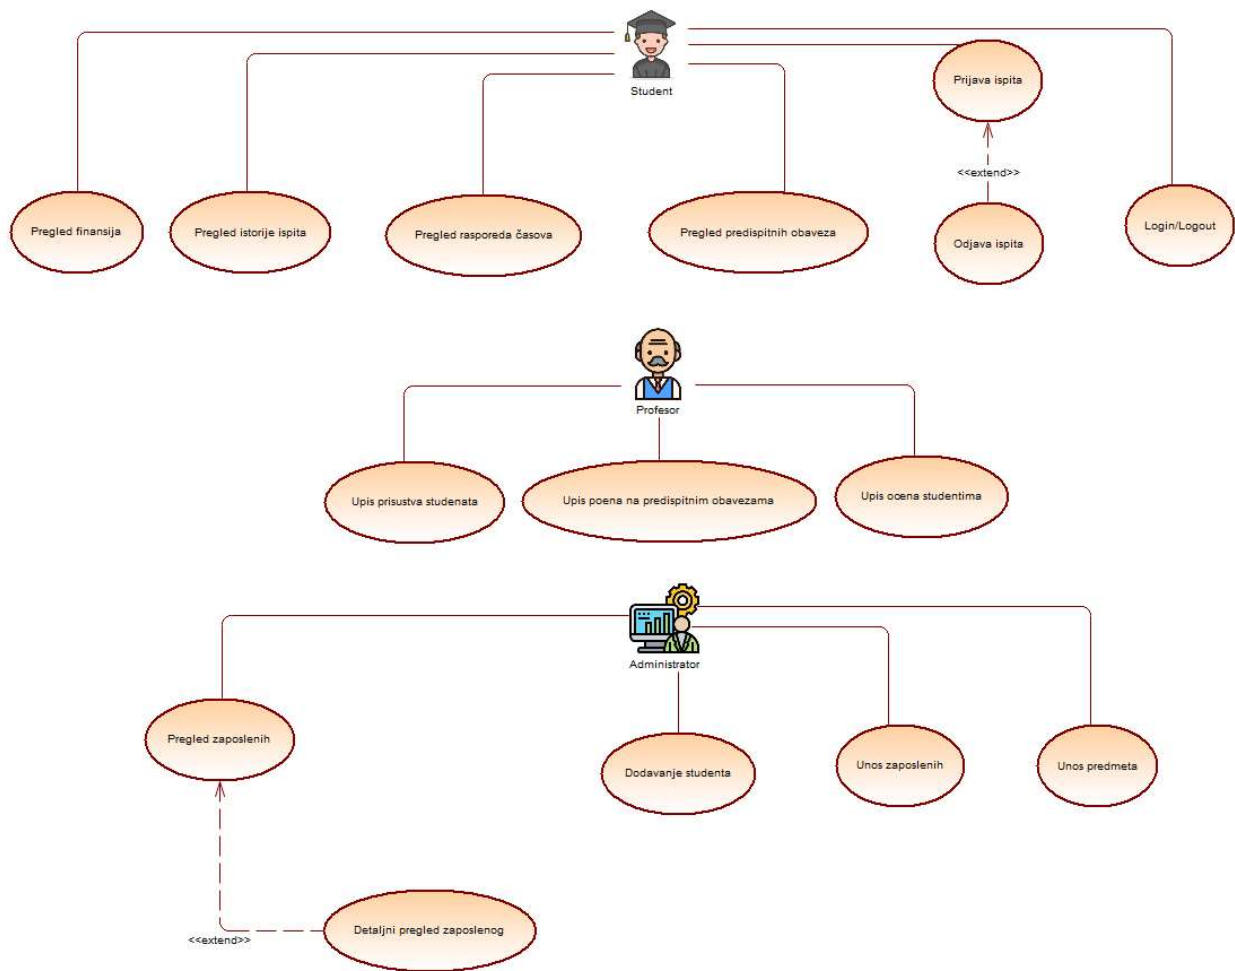 Student
Prijava ispita
<<extend>>
Pregled finansija
Pregled istorije ispita
Pregled rasporeda časova
Pregled predispitnih obaveza
Odjava ispita
Login/Logout
Profesor
Upis prisustva studenata
Upis poena na predispitnim obavezama
Upis ocena studentima
Administrator
Pregled zaposlenih
Dodavanje studenta
Unos zaposlenih
Unos predmeta
<<extend>>
Detaljni pregled zaposlenog